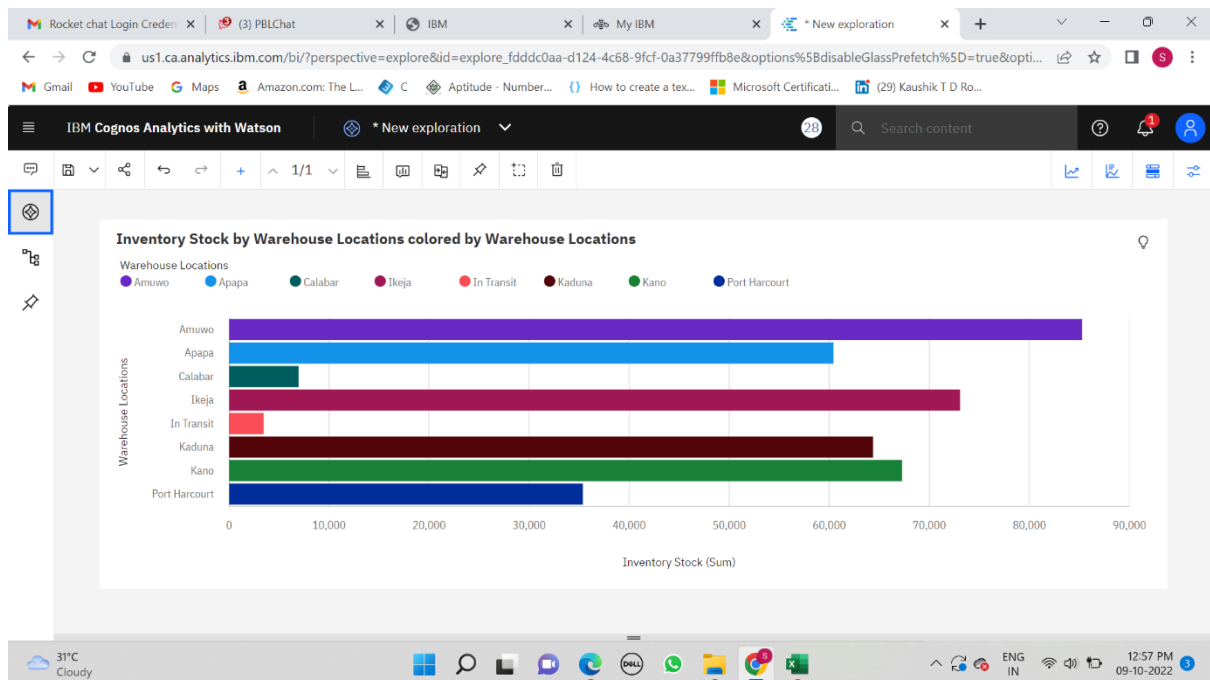 Rocket chat Login Creden
(3) PBLChat
IBM
My IBM
* New exploration
us1.ca.analytics.ibm.com/bi/?perspective=explore&id=explore_fdddc0aa-d124-4c68-9fcf-0a37799ffb8e&options%5BdisableGlassPrefetch%5D=true&opti...
S
Gmail
YouTube
Maps
Amazon.com: The L...
C
Aptitude - Number...
How to create a tex...
Microsoft Certificati...
(29) Kaushik T D Ro...
IBM Cognos Analytics with Watson
* New exploration
28
Search content
1
1/1
Inventory Stock by Warehouse Locations colored by Warehouse Locations
Warehouse Locations
Amuwo
Apapa
Calabar
Ikeja
In Transit
Kaduna
Kano
Port Harcourt
Warehouse Locations
Amuwo
Apapa
Calabar
Ikeja
In Transit
Kaduna
Kano
Port Harcourt
0 10,000 20,000 30,000 40,000 50,000 60,000 70,000 80,000 90,000
Inventory Stock (Sum)
31°C
Cloudy
DELL
S
ENG
IN
12:57 PM
09-10-2022
3